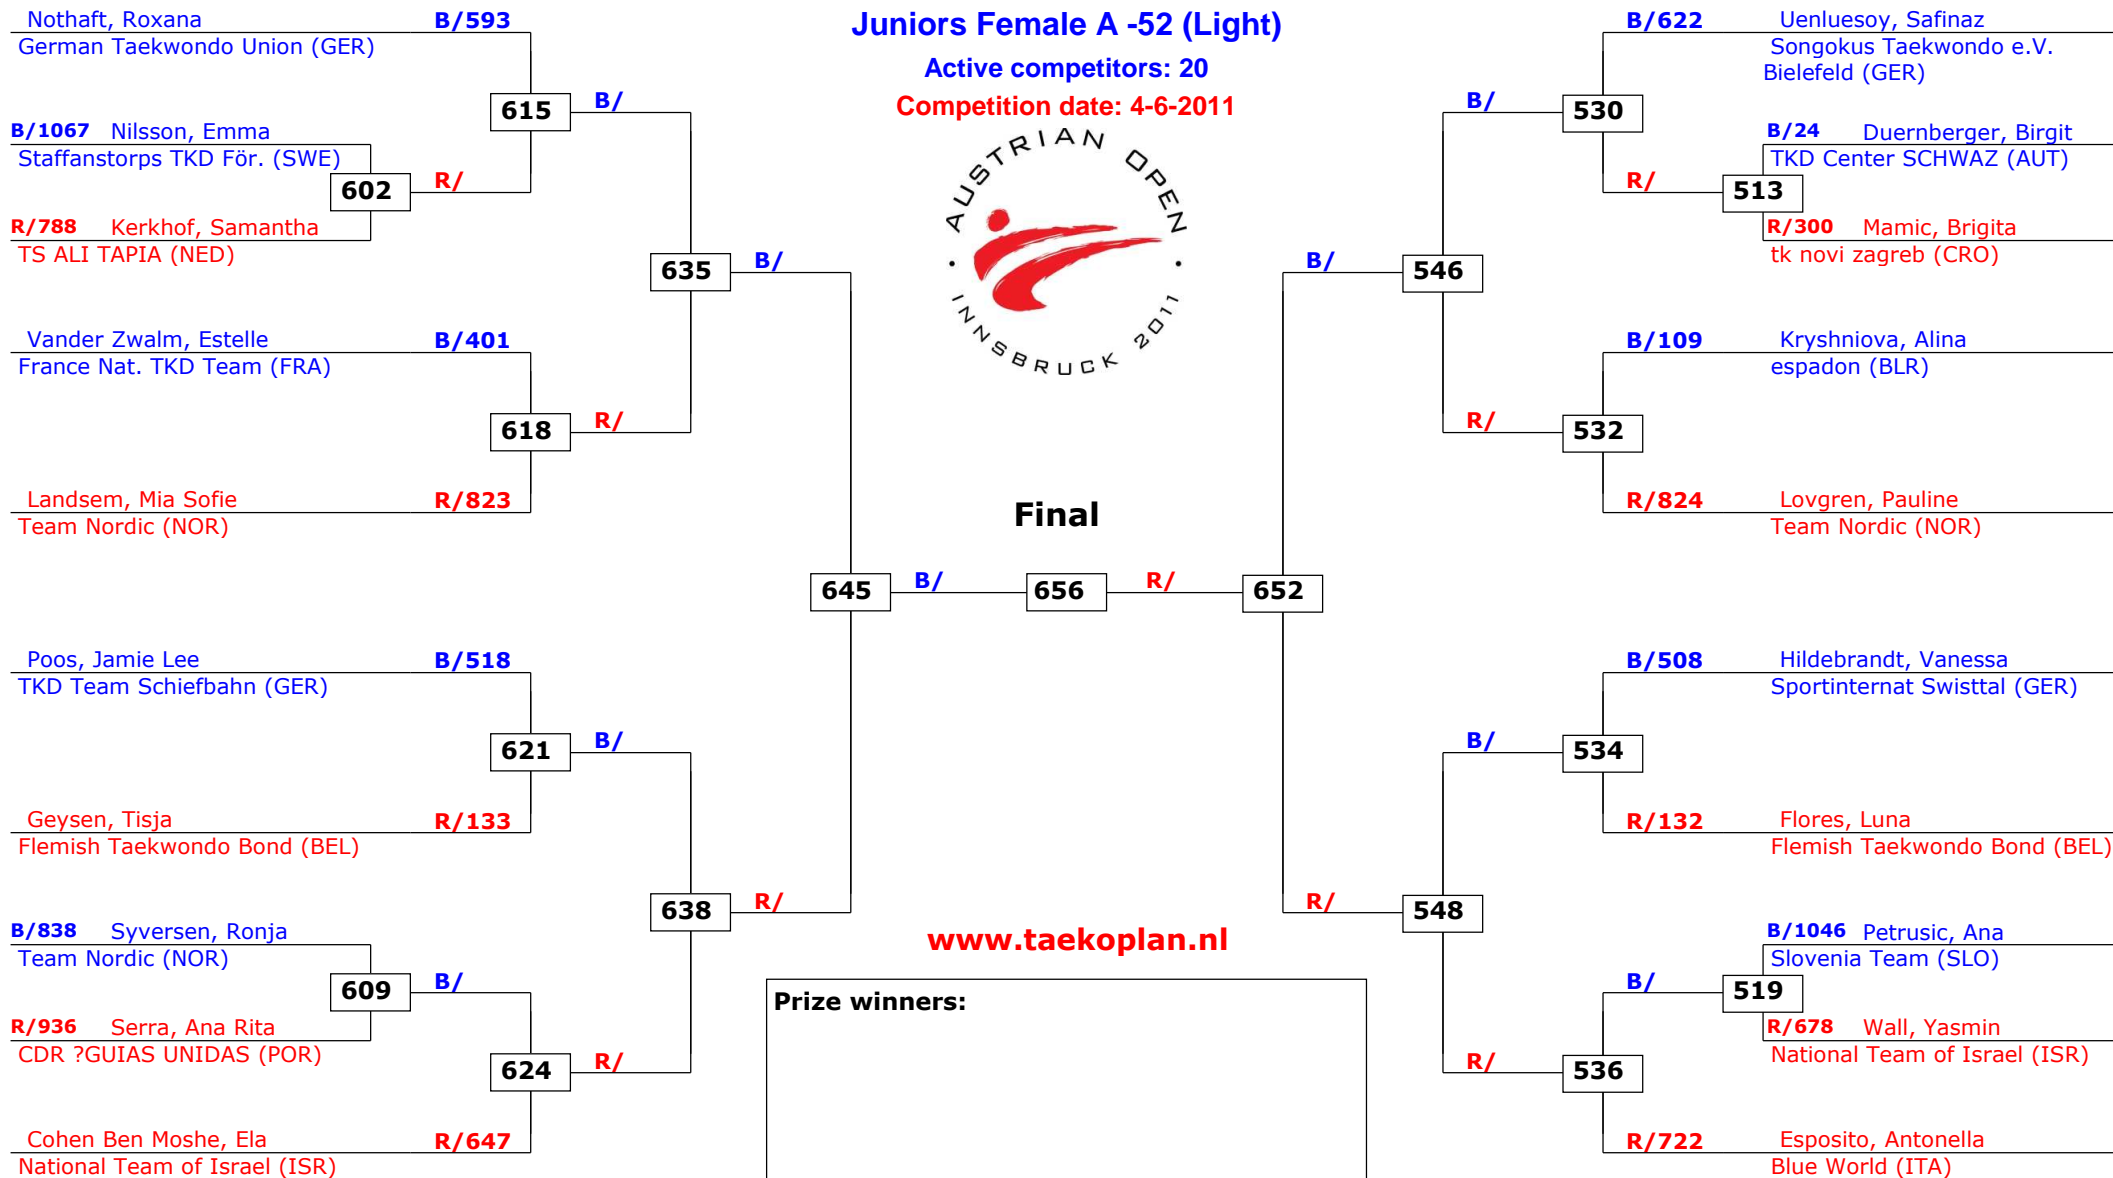 Juniors Female A -52 (Light)
Active competitors: 20
Competition date: 4-6-2011
AUSTRIAN OPEN
· INNSBRUCK 2011 ·
Nothaft, Roxana B/593
German Taekwondo Union (GER)
615 B/
B/1067 Nilsson, Emma
Staffanstorps TKD För. (SWE)
602 R/
R/788 Kerkhof, Samantha
TS ALI TAPIA (NED)
635 B/
Vander Zwalm, Estelle B/401
France Nat. TKD Team (FRA)
618 R/
Landsem, Mia Sofie R/823
Team Nordic (NOR)
Final
645 B/ 656 R/ 652
Poos, Jamie Lee B/518
TKD Team Schiefbahn (GER)
621 B/
Geysen, Tisja R/133
Flemish Taekwondo Bond (BEL)
638 R/
B/838 Syversen, Ronja
Team Nordic (NOR)
609 B/
R/936 Serra, Ana Rita
CDR ?GUIAS UNIDAS (POR)
624 R/
Cohen Ben Moshe, Ela R/647
National Team of Israel (ISR)
B/622 Uenluesoy, Safinaz
Songokus Taekwondo e.V.
Bielefeld (GER)
B/ 530
B/24 Duernberger, Birgit
TKD Center SCHWAZ (AUT)
R/ 513
R/300 Mamic, Brigita
tk novi zagreb (CRO)
B/ 546
B/109 Kryshniova, Alina
espadon (BLR)
R/ 532
R/824 Lovgren, Pauline
Team Nordic (NOR)
B/508 Hildebrandt, Vanessa
Sportinternat Swisttal (GER)
B/ 534
R/132 Flores, Luna
Flemish Taekwondo Bond (BEL)
R/ 548
B/1046 Petrusic, Ana
Slovenia Team (SLO)
B/ 519
R/678 Wall, Yasmin
National Team of Israel (ISR)
R/ 536
R/722 Esposito, Antonella
Blue World (ITA)
www.taekoplan.nl
Prize winners: